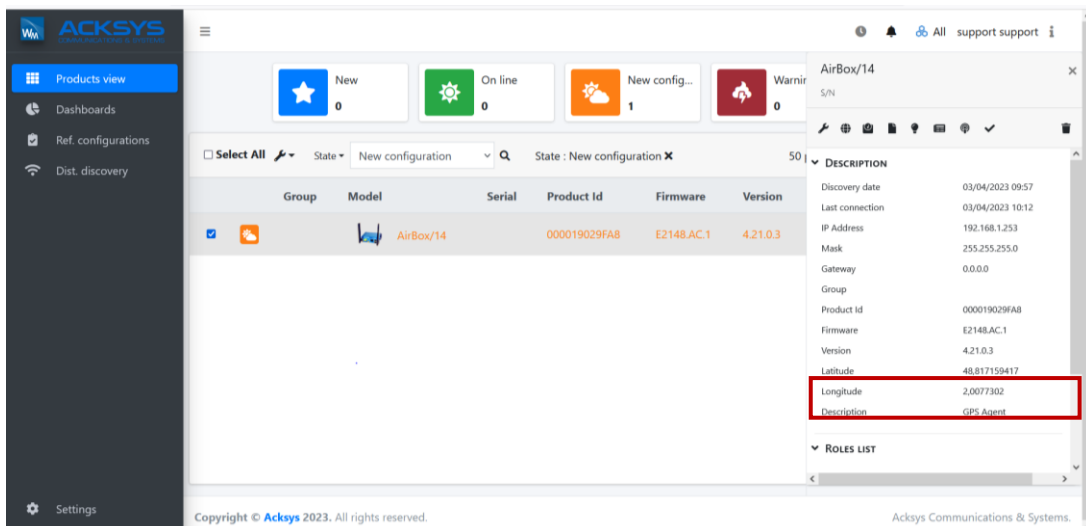 WM ACKSYS
COMMUNICATIONS & SYSTEMS
All support support
Products view
Dashboards
Ref. configurations
Dist. discovery
Settings
New
0
On line
0
New config...
1
Warnin
0
Select All State New configuration State : New configuration 50
Group Model Serial Product Id Firmware Version
AirBox/14 000019029FA8 E2148.AC.1 4.21.0.3
AirBox/14
S/N
DESCRIPTION
Discovery date 03/04/2023 09:57
Last connection 03/04/2023 10:12
IP Address 192.168.1.253
Mask 255.255.255.0
Gateway 0.0.0.0
Group
Product Id 000019029FA8
Firmware E2148.AC.1
Version 4.21.0.3
Latitude 48,817159417
Longitude 2,0077302
Description GPS Agent
ROLES LIST
Copyright © Acksys 2023. All rights reserved.
Acksys Communications & Systems.